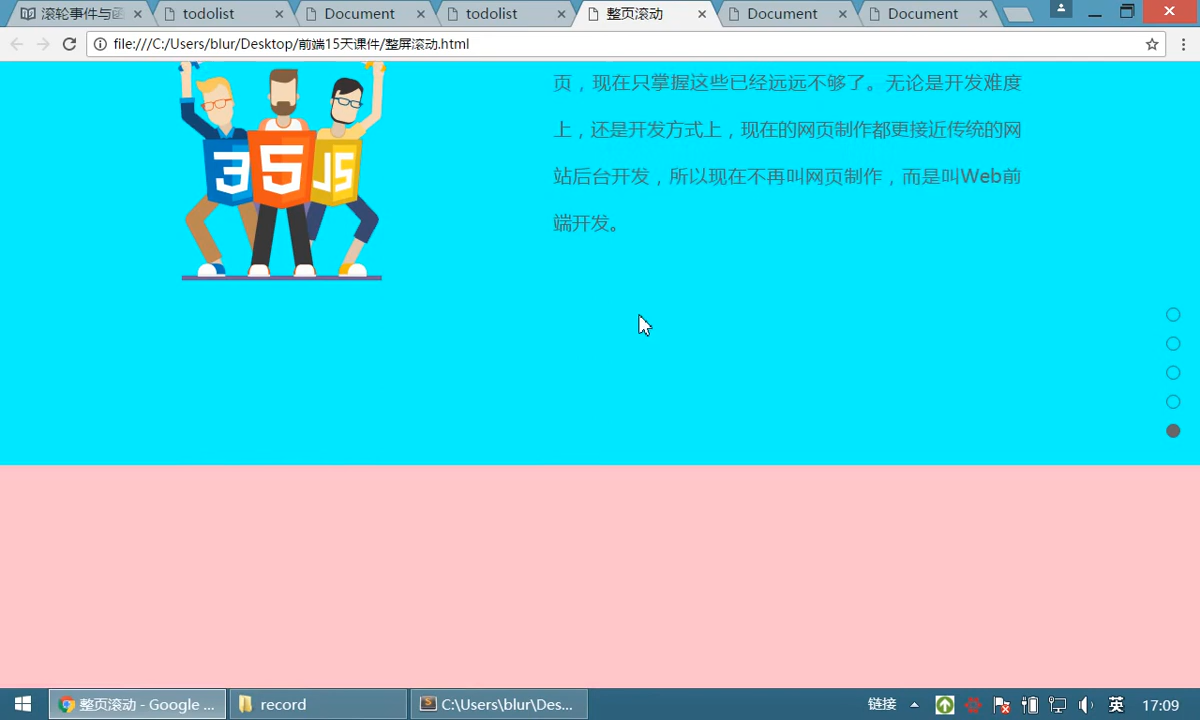 滚轮事件与函
todolist
Document
todolist
整页滚动
Document
Document
file:///C:/Users/blur/Desktop/前端15天课件/整屏滚动.html
页，现在只掌握这些已经远远不够了。无论是开发难度
上，还是开发方式上，现在的网页制作都更接近传统的网
站后台开发，所以现在不再叫网页制作，而是叫Web前
端开发。
3 5 JS
整页滚动 - Google ...
record
C:\Users\blur\Des...
链接
英
17:09